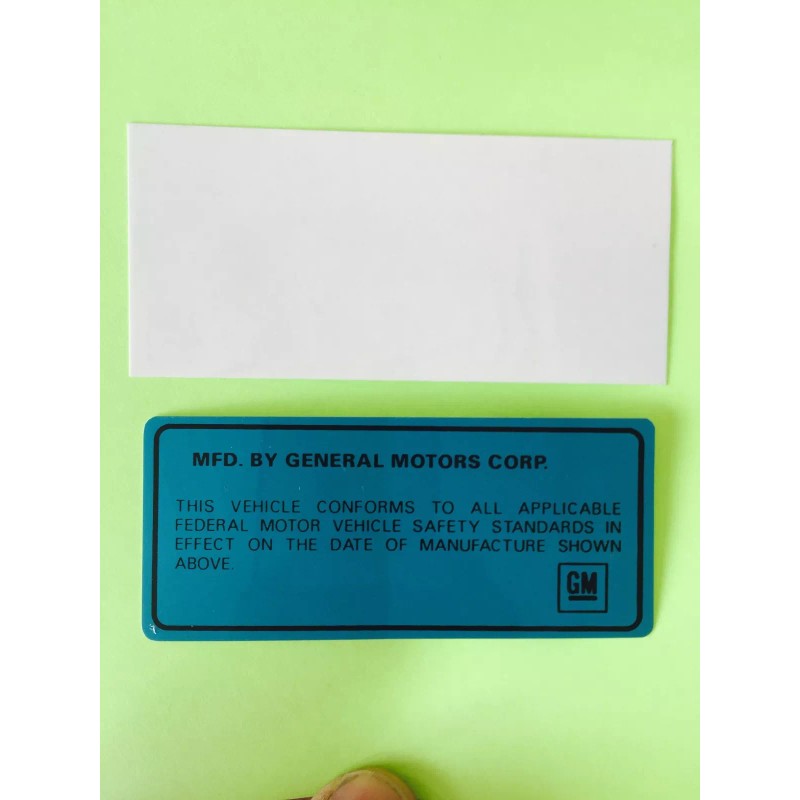 MFD. BY GENERAL MOTORS CORP.
THIS VEHICLE CONFORMS TO ALL APPLICABLE
FEDERAL MOTOR VEHICLE SAFETY STANDARDS IN
EFFECT ON THE DATE OF MANUFACTURE SHOWN
ABOVE.
GM